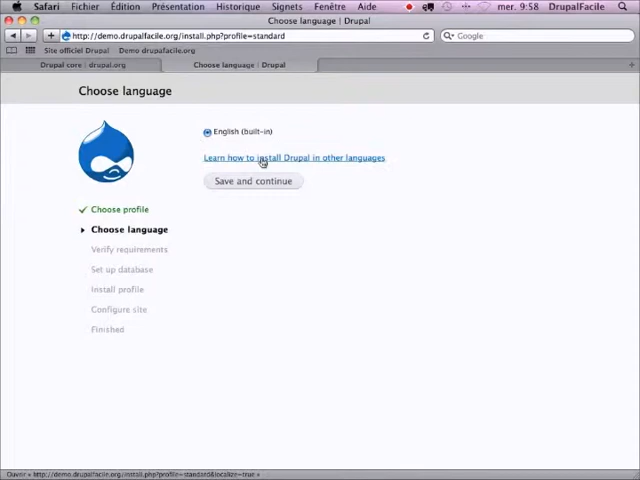 Safari Fichier Édition Présentation Historique Signets Fenêtre Aide mer. 9:58 DrupalFacile
Choose language | Drupal
http://demo.drupalfacile.org/install.php?profile=standard
Google
Site officiel Drupal Demo drupafacile.org
Drupal core | drupal.org Choose language | Drupal
Choose language
English (built-in)
Learn how to install Drupal in other languages
Save and continue
Choose profile
Choose language
Verify requirements
Set up database
Install profile
Configure site
Finished
Ouvrir « http://demo.drupalfacile.org/install.php?profile=standard&localize=true »